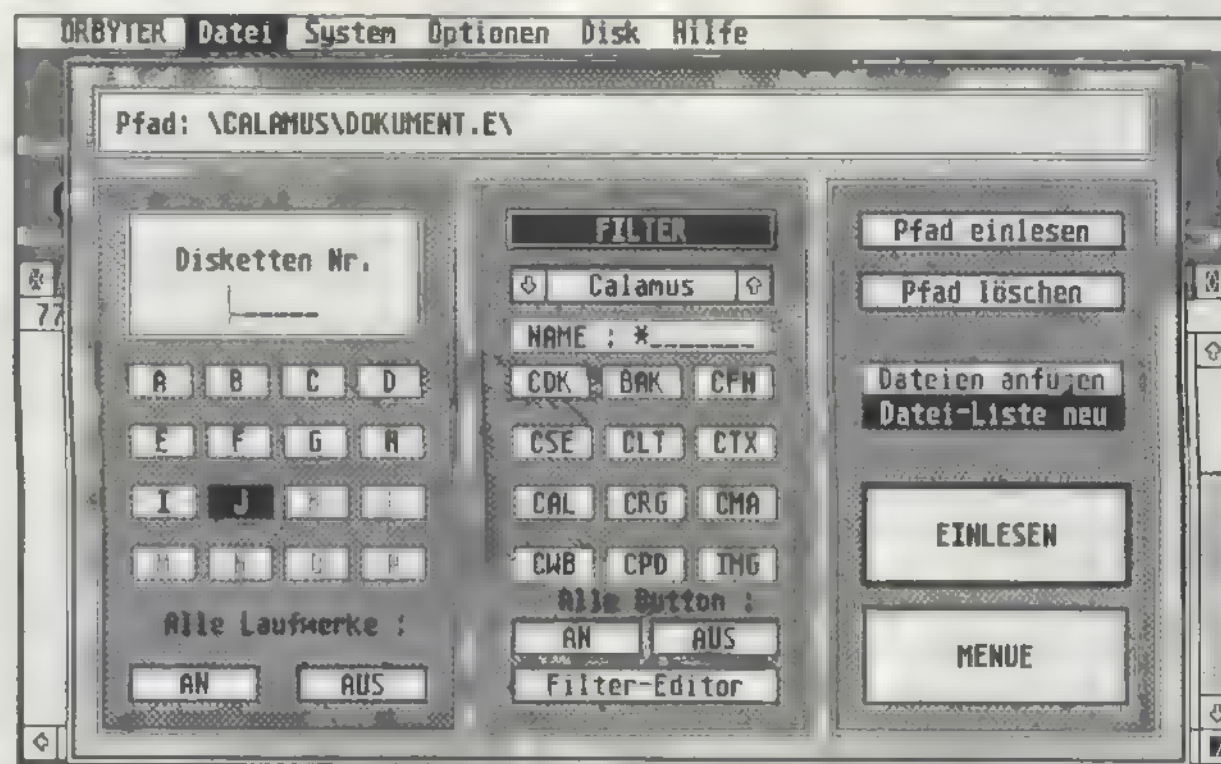 ORBYTER Datei System Optionen Disk Hilfe
Pfad: \CALAMUS\DOKUMENT.E\
77
Disketten Nr.
A B C D
E F G H
I J
M N O P
Alle Laufwerke :
AN AUS
FILTER
Calamus
NAME : *_______
CDK BAK CFN
CSE CLT CTX
CAL CRG CMA
CWB CPD IMG
Alle Button :
AN AUS
Filter-Editor
Pfad einlesen
Pfad löschen
Dateien anfügen
Datei-Liste neu
EINLESEN
MENUE